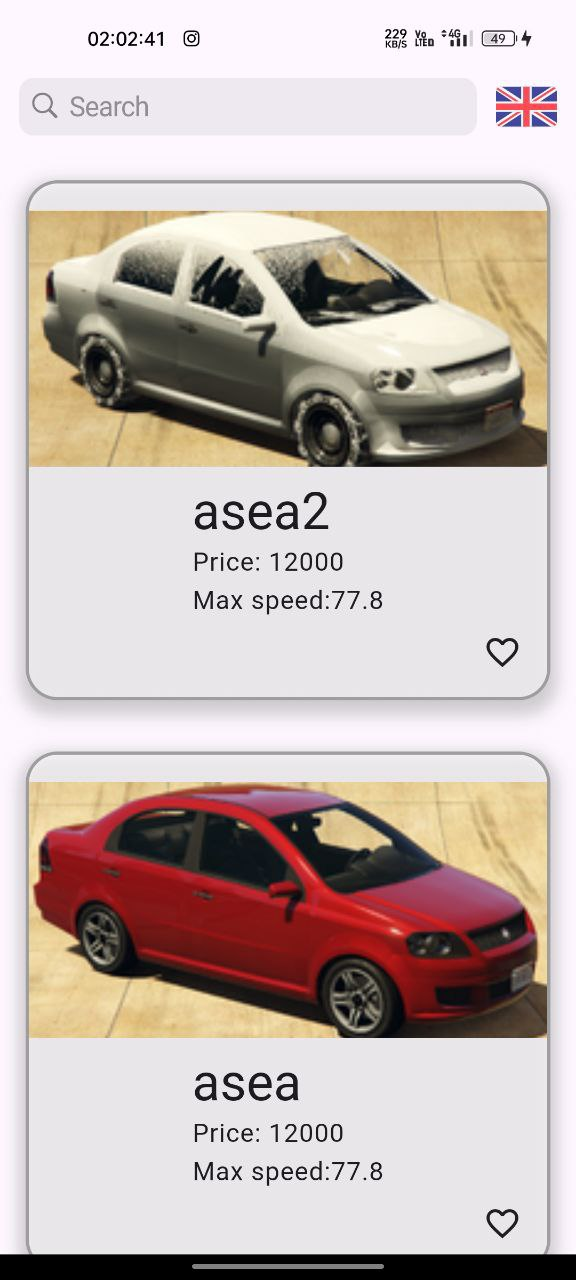 02:02:41
229 KB/S Vo LTE 4G 49
Search
asea2
Price: 12000
Max speed:77.8
asea
Price: 12000
Max speed:77.8